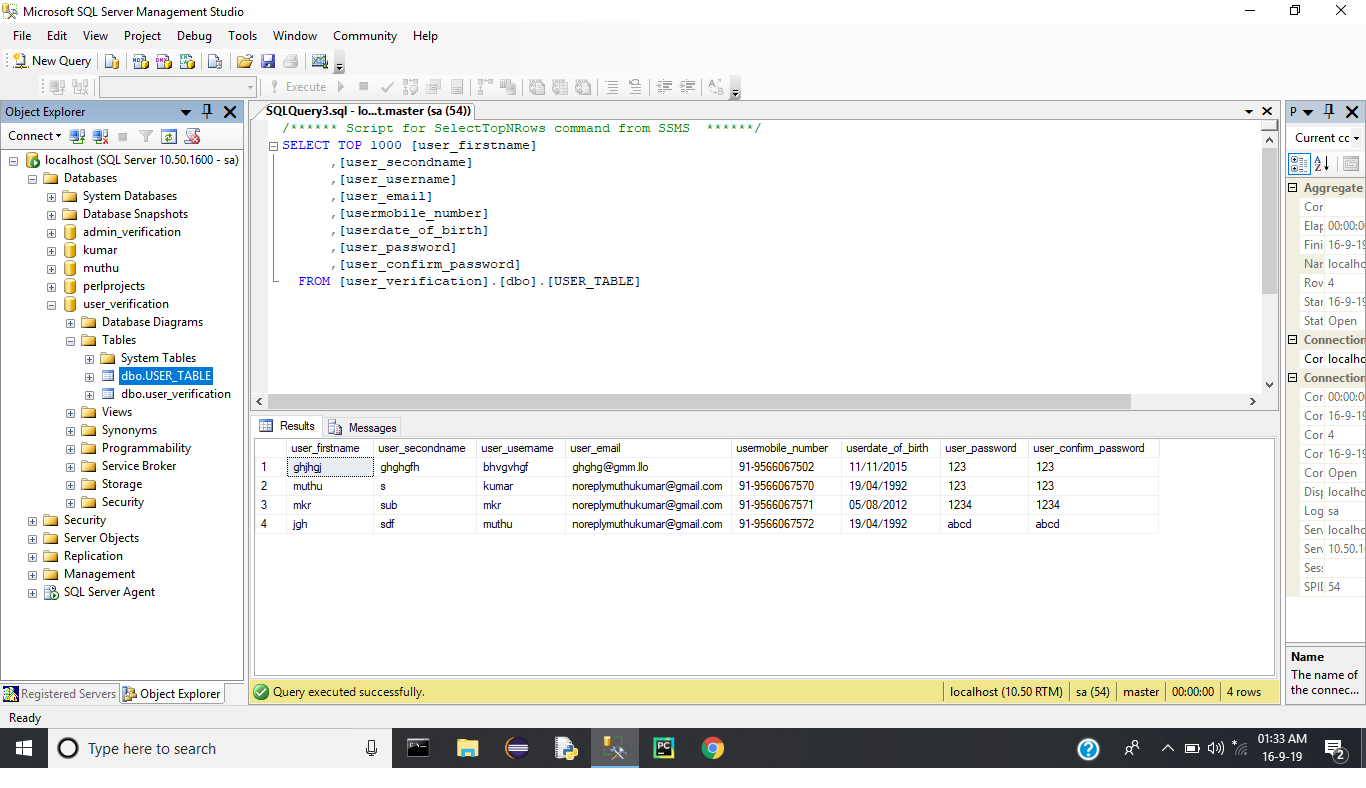 Microsoft SQL Server Management Studio
File Edit View Project Debug Tools Window Community Help
New Query
Execute
Object Explorer
Connect
localhost (SQL Server 10.50.1600 - sa)
Databases
System Databases
Database Snapshots
admin_verification
kumar
muthu
perlprojects
user_verification
Database Diagrams
Tables
System Tables
dbo.USER_TABLE
dbo.user_verification
Views
Synonyms
Programmability
Service Broker
Storage
Security
Security
Server Objects
Replication
Management
SQL Server Agent
Registered Servers Object Explorer
SQLQuery3.sql - lo...t.master (sa (54))
/****** Script for SelectTopNRows command from SSMS ******/
SELECT TOP 1000 [user_firstname]
,[user_secondname]
,[user_username]
,[user_email]
,[usermobile_number]
,[userdate_of_birth]
,[user_password]
,[user_confirm_password]
FROM [user_verification].[dbo].[USER_TABLE]
Results Messages
user_firstname user_secondname user_username user_email usermobile_number userdate_of_birth user_password user_confirm_password
1 ghjhgj ghghgfh bhvgvhgf ghghg@gmm.llo 91-9566067502 11/11/2015 123 123
2 muthu s kumar noreplymuthukumar@gmail.com 91-9566067570 19/04/1992 123 123
3 mkr sub mkr noreplymuthukumar@gmail.com 91-9566067571 05/08/2012 1234 1234
4 jgh sdf muthu noreplymuthukumar@gmail.com 91-9566067572 19/04/1992 abcd abcd
Query executed successfully. localhost (10.50 RTM) sa (54) master 00:00:00 4 rows
P
Current cc
Aggregate
Cor
Elap 00:00:0
Fini 16-9-19
Nar localhc
Rov 4
Star 16-9-19
Stat Open
Connection
Cor localhc
Connection
Cor 00:00:0
Cor 16-9-19
Cor 4
Cor 16-9-19
Cor Open
Disp localhc
Log sa
Serv localhc
Serv 10.50.1
Sess
SPID 54
Name
The name of
the connec...
Ready
Type here to search
PC
01:33 AM
16-9-19
2